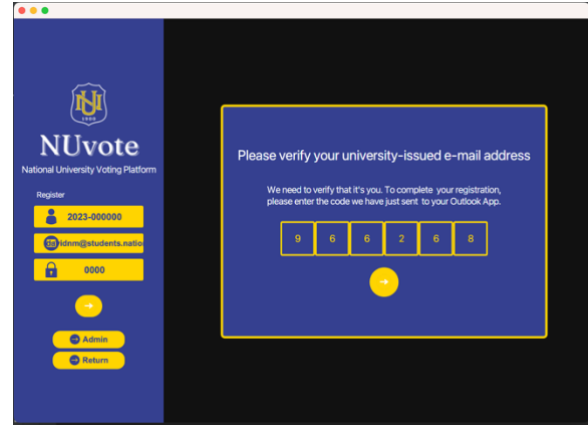 NU
1900
NUvote
National University Voting Platform
Register
2023-000000
idnm@students.natio
0000
Admin
Return
Please verify your university-issued e-mail address
We need to verify that it's you. To complete your registration,
please enter the code we have just sent to your Outlook App.
9 6 6 2 6 8